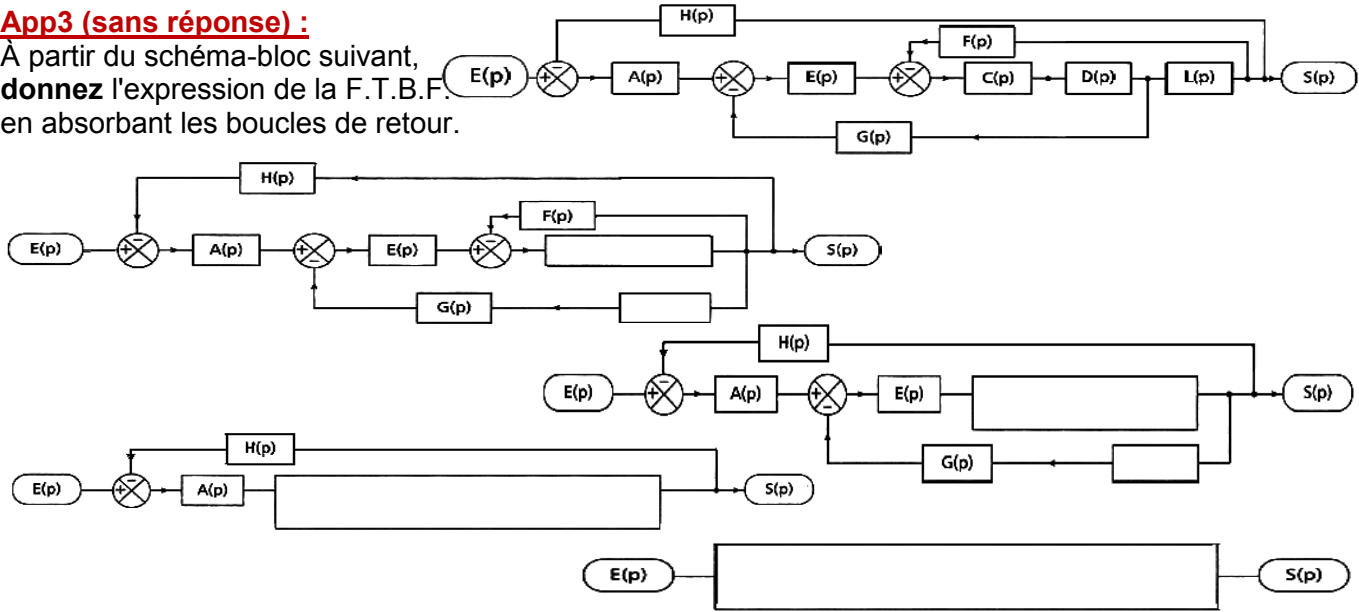 App3 (sans réponse) :
À partir du schéma-bloc suivant,
donnez l'expression de la F.T.B.F.
en absorbant les boucles de retour.
H(p)
F(p)
E(p) + − A(p) + − E(p) + − C(p) D(p) L(p) S(p)
G(p)
H(p)
F(p)
E(p) + − A(p) + − E(p) + − S(p)
G(p)
H(p)
E(p) + − A(p) + − E(p) S(p)
G(p)
H(p)
E(p) + − A(p) S(p)
E(p) S(p)